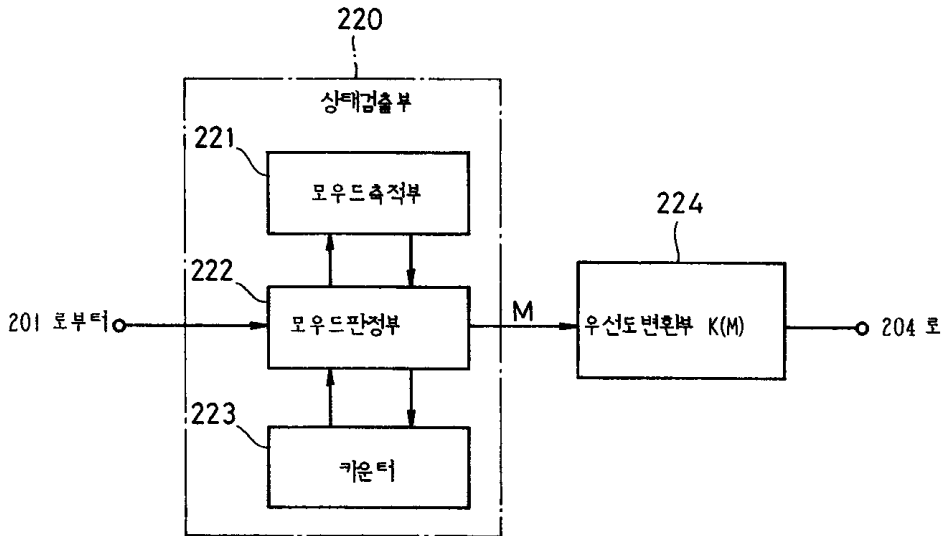 220
상태검출부
221
모우드축적부
224
222
201 로부터
모우드판정부
M
우선도변환부 K(M)
204 로
223
카운터